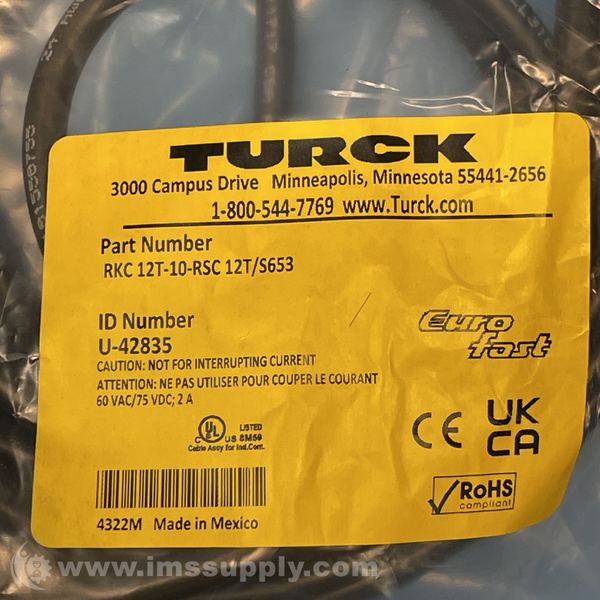 TURCK
3000 Campus Drive Minneapolis, Minnesota 55441-2656
1-800-544-7769 www.Turck.com
Part Number
RKC 12T-10-RSC 12T/S653
ID Number
U-42835
CAUTION: NOT FOR INTERRUPTING CURRENT
ATTENTION: NE PAS UTILISER POUR COUPER LE COURANT
60 VAC/75 VDC; 2 A
Euro
fast
UL
C US LISTED
8M59
Cable Assy for Ind.Cont.
CE
UK
CA
RoHS
compliant
4322M Made in Mexico
www.imssupply.com